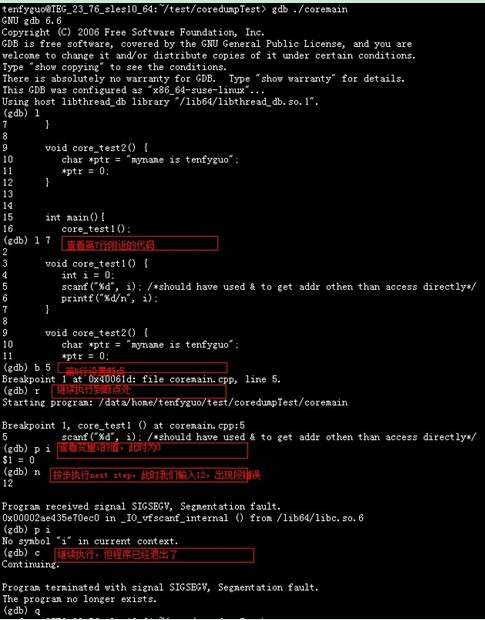 tenfyguo@TEG_23_76_sles10_64:~/test/coredumpTest> gdb ./coremain
GNU gdb 6.6
Copyright (C) 2006 Free Software Foundation, Inc.
GDB is free software, covered by the GNU General Public License, and you are
welcome to change it and/or distribute copies of it under certain conditions.
Type "show copying" to see the conditions.
There is absolutely no warranty for GDB.  Type "show warranty" for details.
This GDB was configured as "x86_64-suse-linux"...
Using host libthread_db library "/lib64/libthread_db.so.1".
(gdb) l
7 }
8
9 void core_test2() {
10 char *ptr = "myname is tenfyguo";
11 *ptr = 0;
12 }
13
14
15 int main(){
16 core_test1();
(gdb) l 7 查看第7行附近的代码
2
3 void core_test1() {
4 int i = 0;
5 scanf("%d", i); /*should have used & to get addr othen than access directly*/
6 printf("%d/n", i);
7 }
8
9 void core_test2() {
10 char *ptr = "myname is tenfyguo";
11 *ptr = 0;
(gdb) b 5 第5行设置断点
Breakpoint 1 at 0x40061d: file coremain.cpp, line 5.
(gdb) r 继续执行到断点处
Starting program: /data/home/tenfyguo/test/coredumpTest/coremain
Breakpoint 1, core_test1 () at coremain.cpp:5
5 scanf("%d", i); /*should have used & to get addr othen than access directly*/
(gdb) p i 查看变量i的值，此时为0
$1 = 0
(gdb) n 按步执行next step，此时我们输入12，出现段错误
12
Program received signal SIGSEGV, Segmentation fault.
0x00002ae435e70ec0 in _IO_vfscanf_internal () from /lib64/libc.so.6
(gdb) p i
No symbol "i" in current context.
(gdb) c 继续执行，但程序已经退出了
Continuing.
Program terminated with signal SIGSEGV, Segmentation fault.
The program no longer exists.
(gdb) q